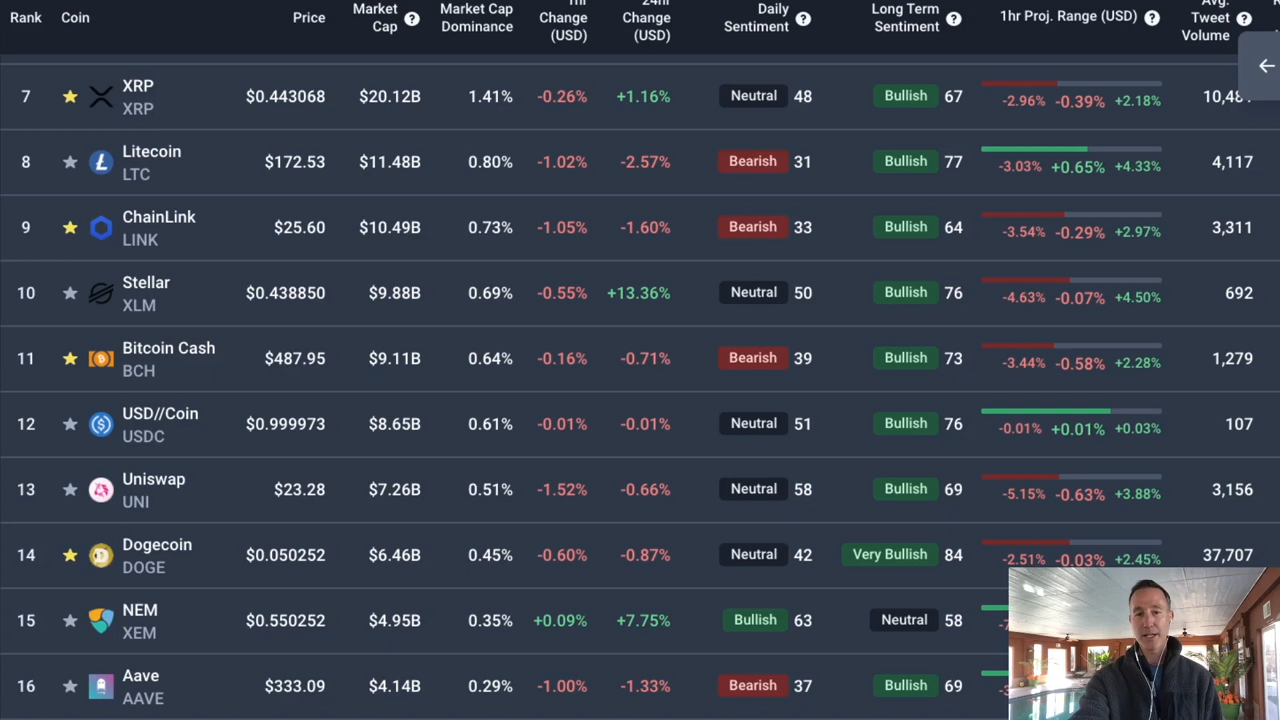 Rank Coin Price Market Cap ? Market Cap Dominance Change (USD) Change (USD) Daily Sentiment ? Long Term Sentiment ? 1hr Proj. Range (USD) ? Avg. Tweet Volume ?
7 XRP XRP $0.443068 $20.12B 1.41% -0.26% +1.16% Neutral 48 Bullish 67 -2.96% -0.39% +2.18%
8 Litecoin LTC $172.53 $11.48B 0.80% -1.02% -2.57% Bearish 31 Bullish 77 -3.03% +0.65% +4.33% 4,117
9 ChainLink LINK $25.60 $10.49B 0.73% -1.05% -1.60% Bearish 33 Bullish 64 -3.54% -0.29% +2.97% 3,311
10 Stellar XLM $0.438850 $9.88B 0.69% -0.55% +13.36% Neutral 50 Bullish 76 -4.63% -0.07% +4.50% 692
11 Bitcoin Cash BCH $487.95 $9.11B 0.64% -0.16% -0.71% Bearish 39 Bullish 73 -3.44% -0.58% +2.28% 1,279
12 USD//Coin USDC $0.999973 $8.65B 0.61% -0.01% -0.01% Neutral 51 Bullish 76 -0.01% +0.01% +0.03% 107
13 Uniswap UNI $23.28 $7.26B 0.51% -1.52% -0.66% Neutral 58 Bullish 69 -5.15% -0.63% +3.88% 3,156
14 Dogecoin DOGE $0.050252 $6.46B 0.45% -0.60% -0.87% Neutral 42 Very Bullish 84 -2.51% -0.03% +2.45% 37,707
15 NEM XEM $0.550252 $4.95B 0.35% +0.09% +7.75% Bullish 63 Neutral 58
16 Aave AAVE $333.09 $4.14B 0.29% -1.00% -1.33% Bearish 37 Bullish 69